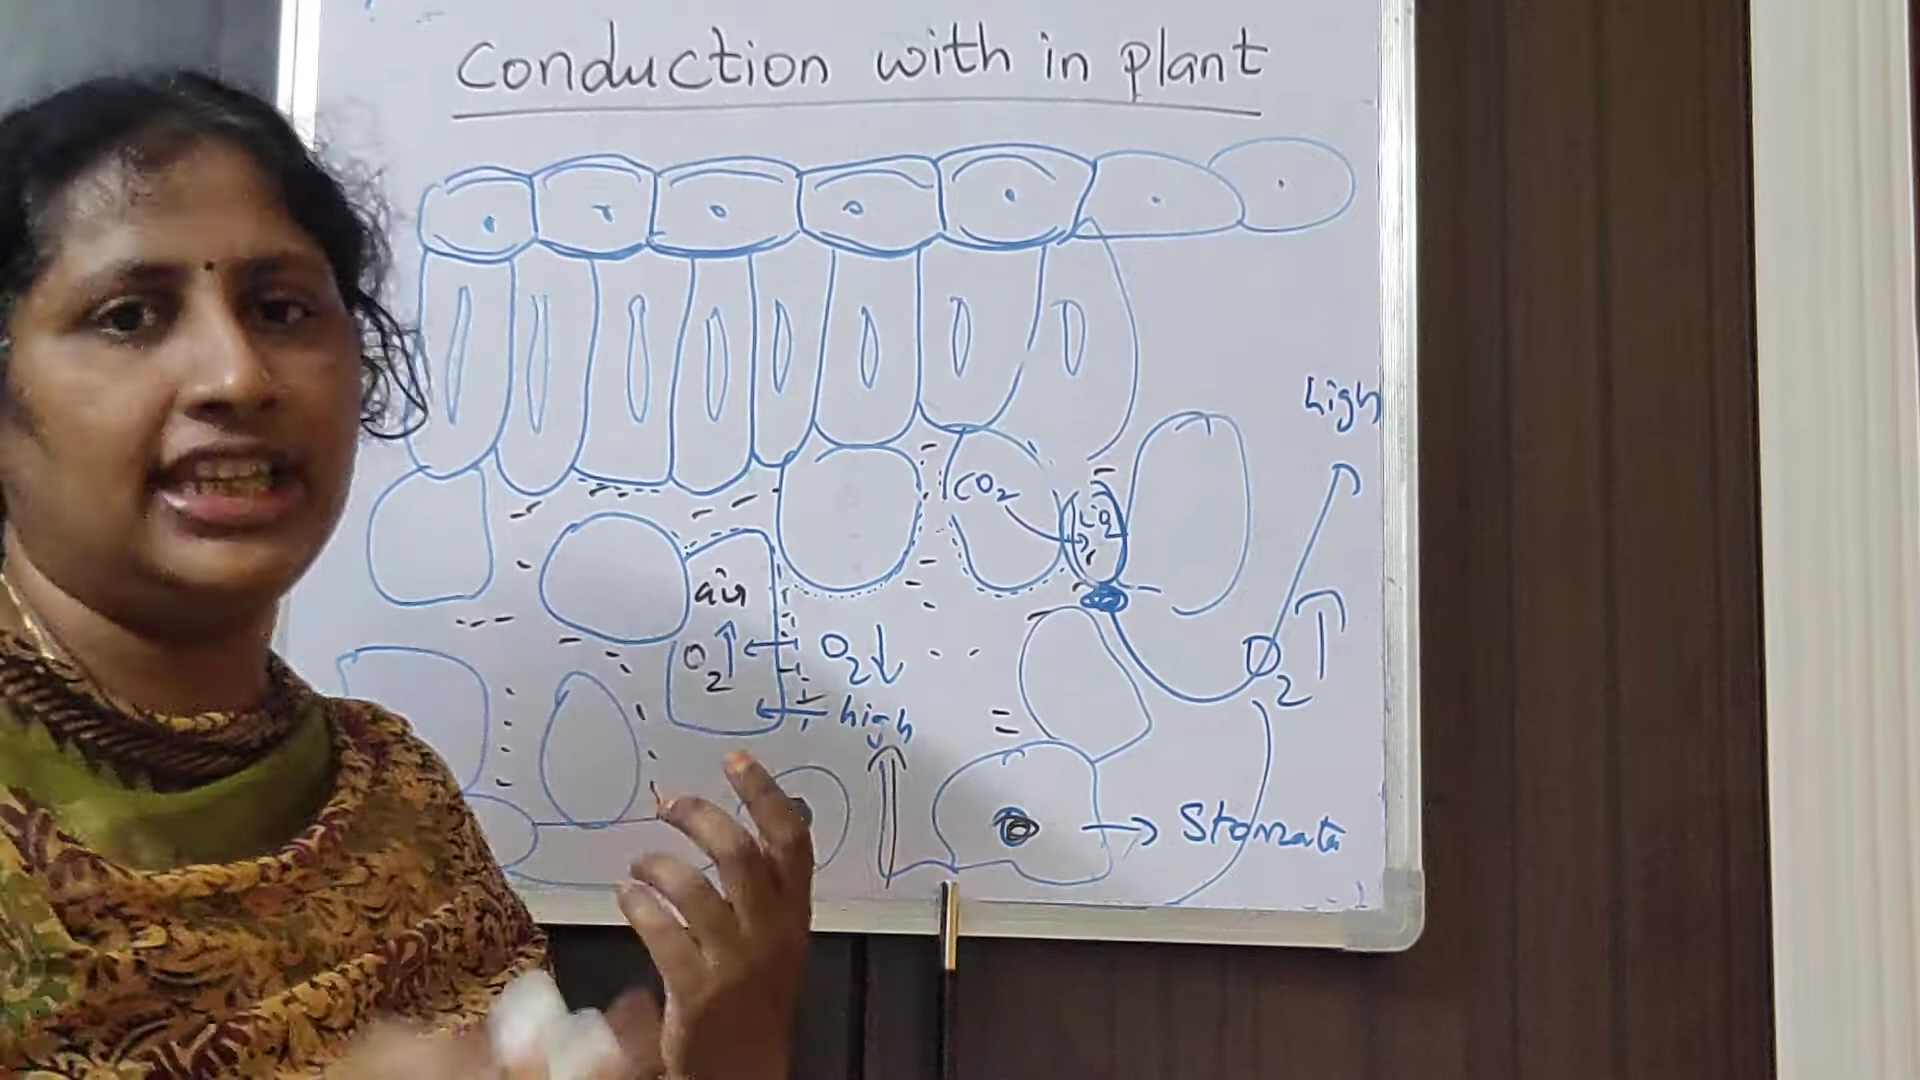 Conduction with in plant
high
CO2
air
O2 O2
O2
high
Stomata